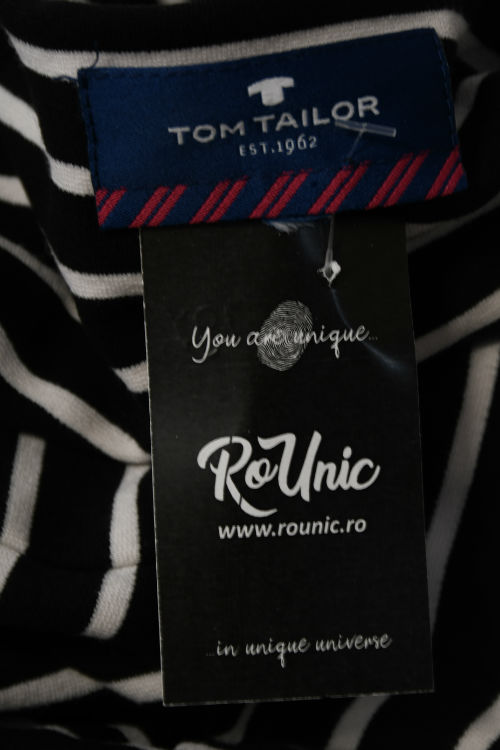 TOM TAILOR
EST.1962
You are unique...
RoUnic
www.rounic.ro
...in unique universe